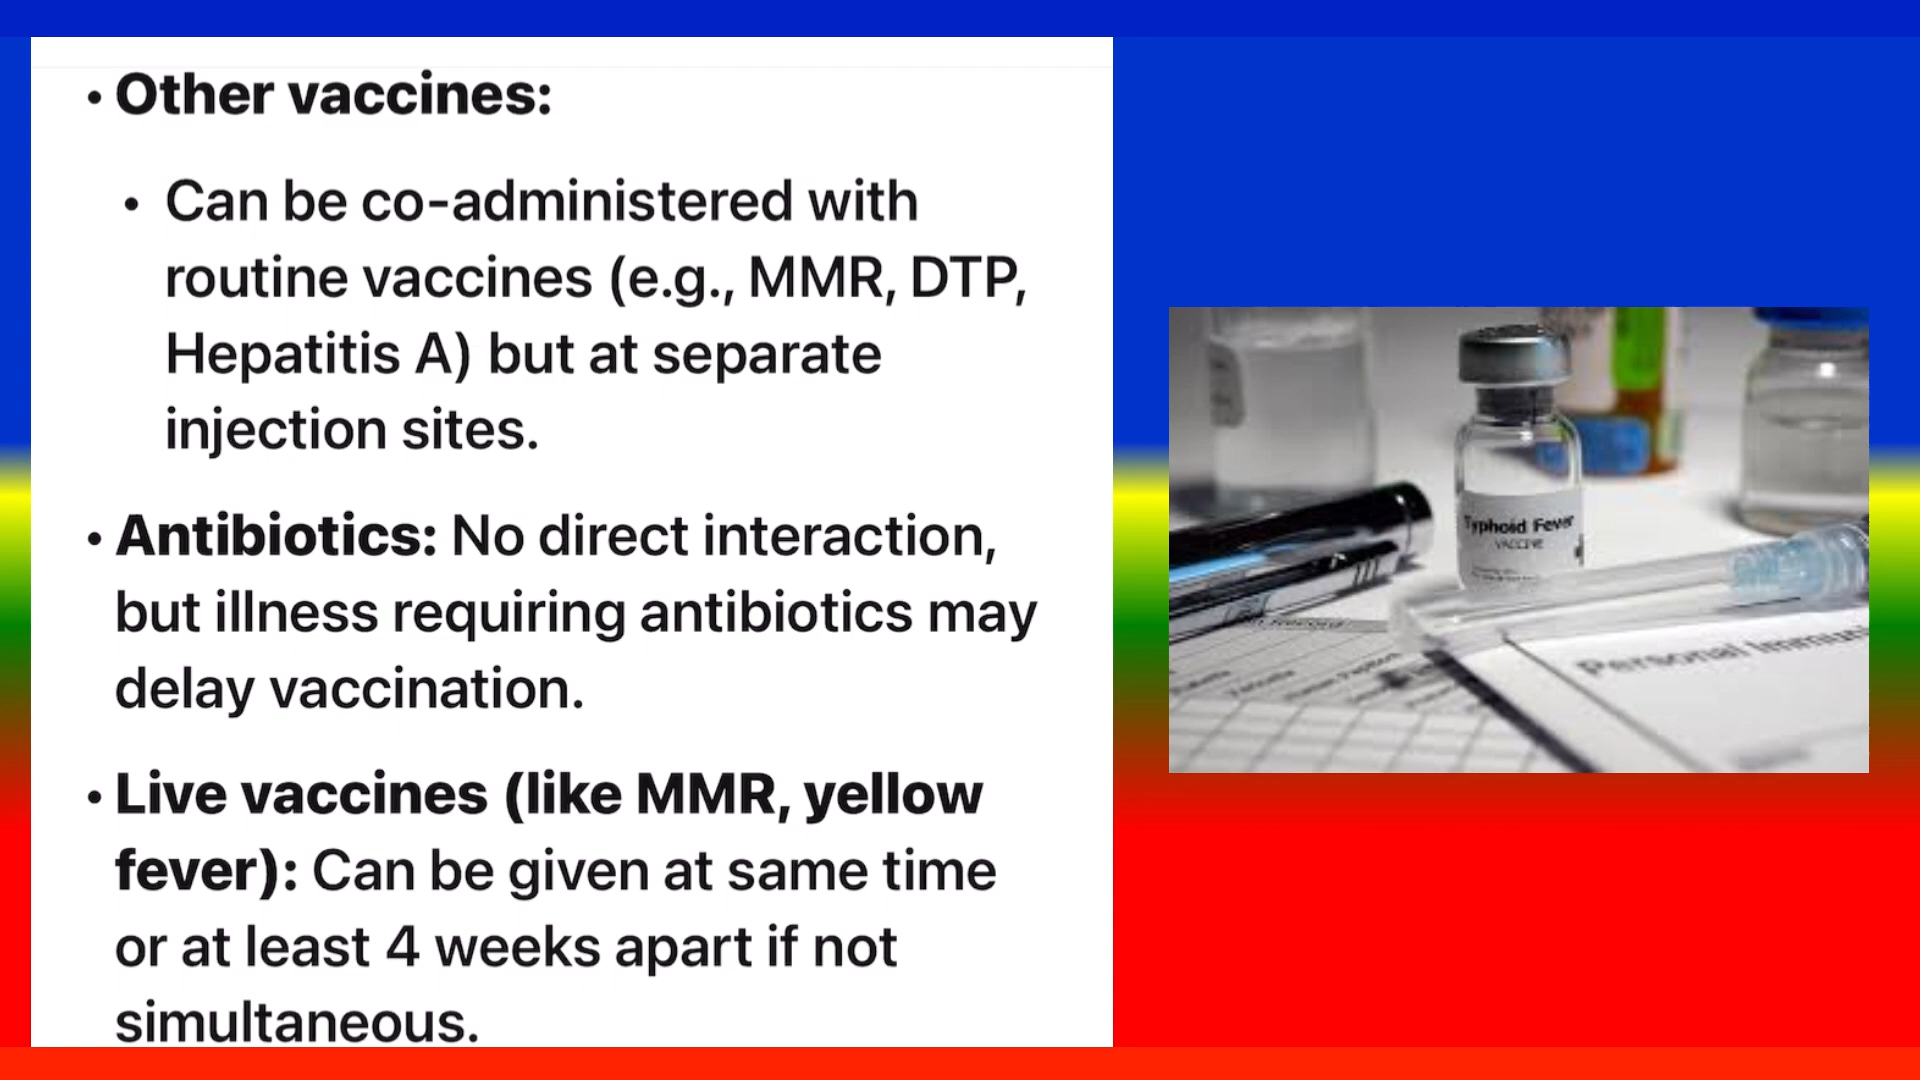 • Other vaccines:
• Can be co-administered with
routine vaccines (e.g., MMR, DTP,
Hepatitis A) but at separate
injection sites.
• Antibiotics: No direct interaction,
but illness requiring antibiotics may
delay vaccination.
• Live vaccines (like MMR, yellow
fever): Can be given at same time
or at least 4 weeks apart if not
simultaneous.
Typhoid Fever
VACCINE
Personal